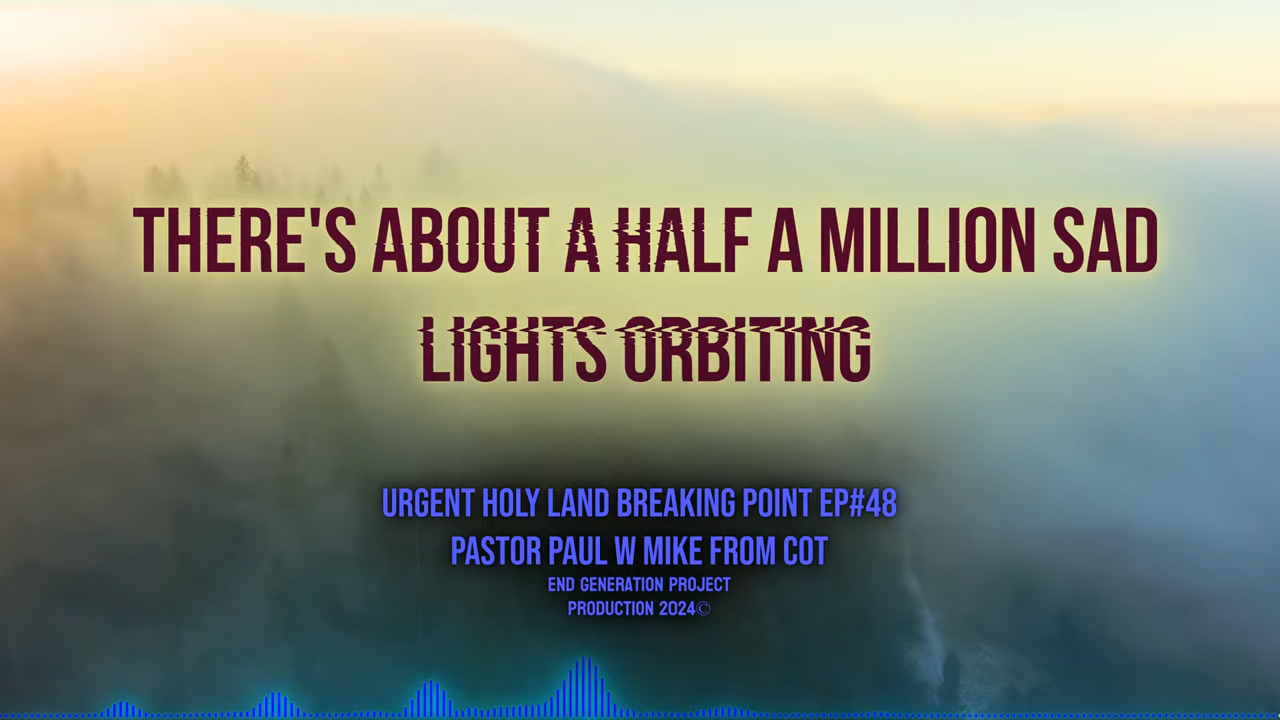 THERE'S ABOUT A HALF A MILLION SAD
LIGHTS ORBITING
URGENT HOLY LAND BREAKING POINT EP#48
PASTOR PAUL W MIKE FROM COT
END GENERATION PROJECT
PRODUCTION 2024©